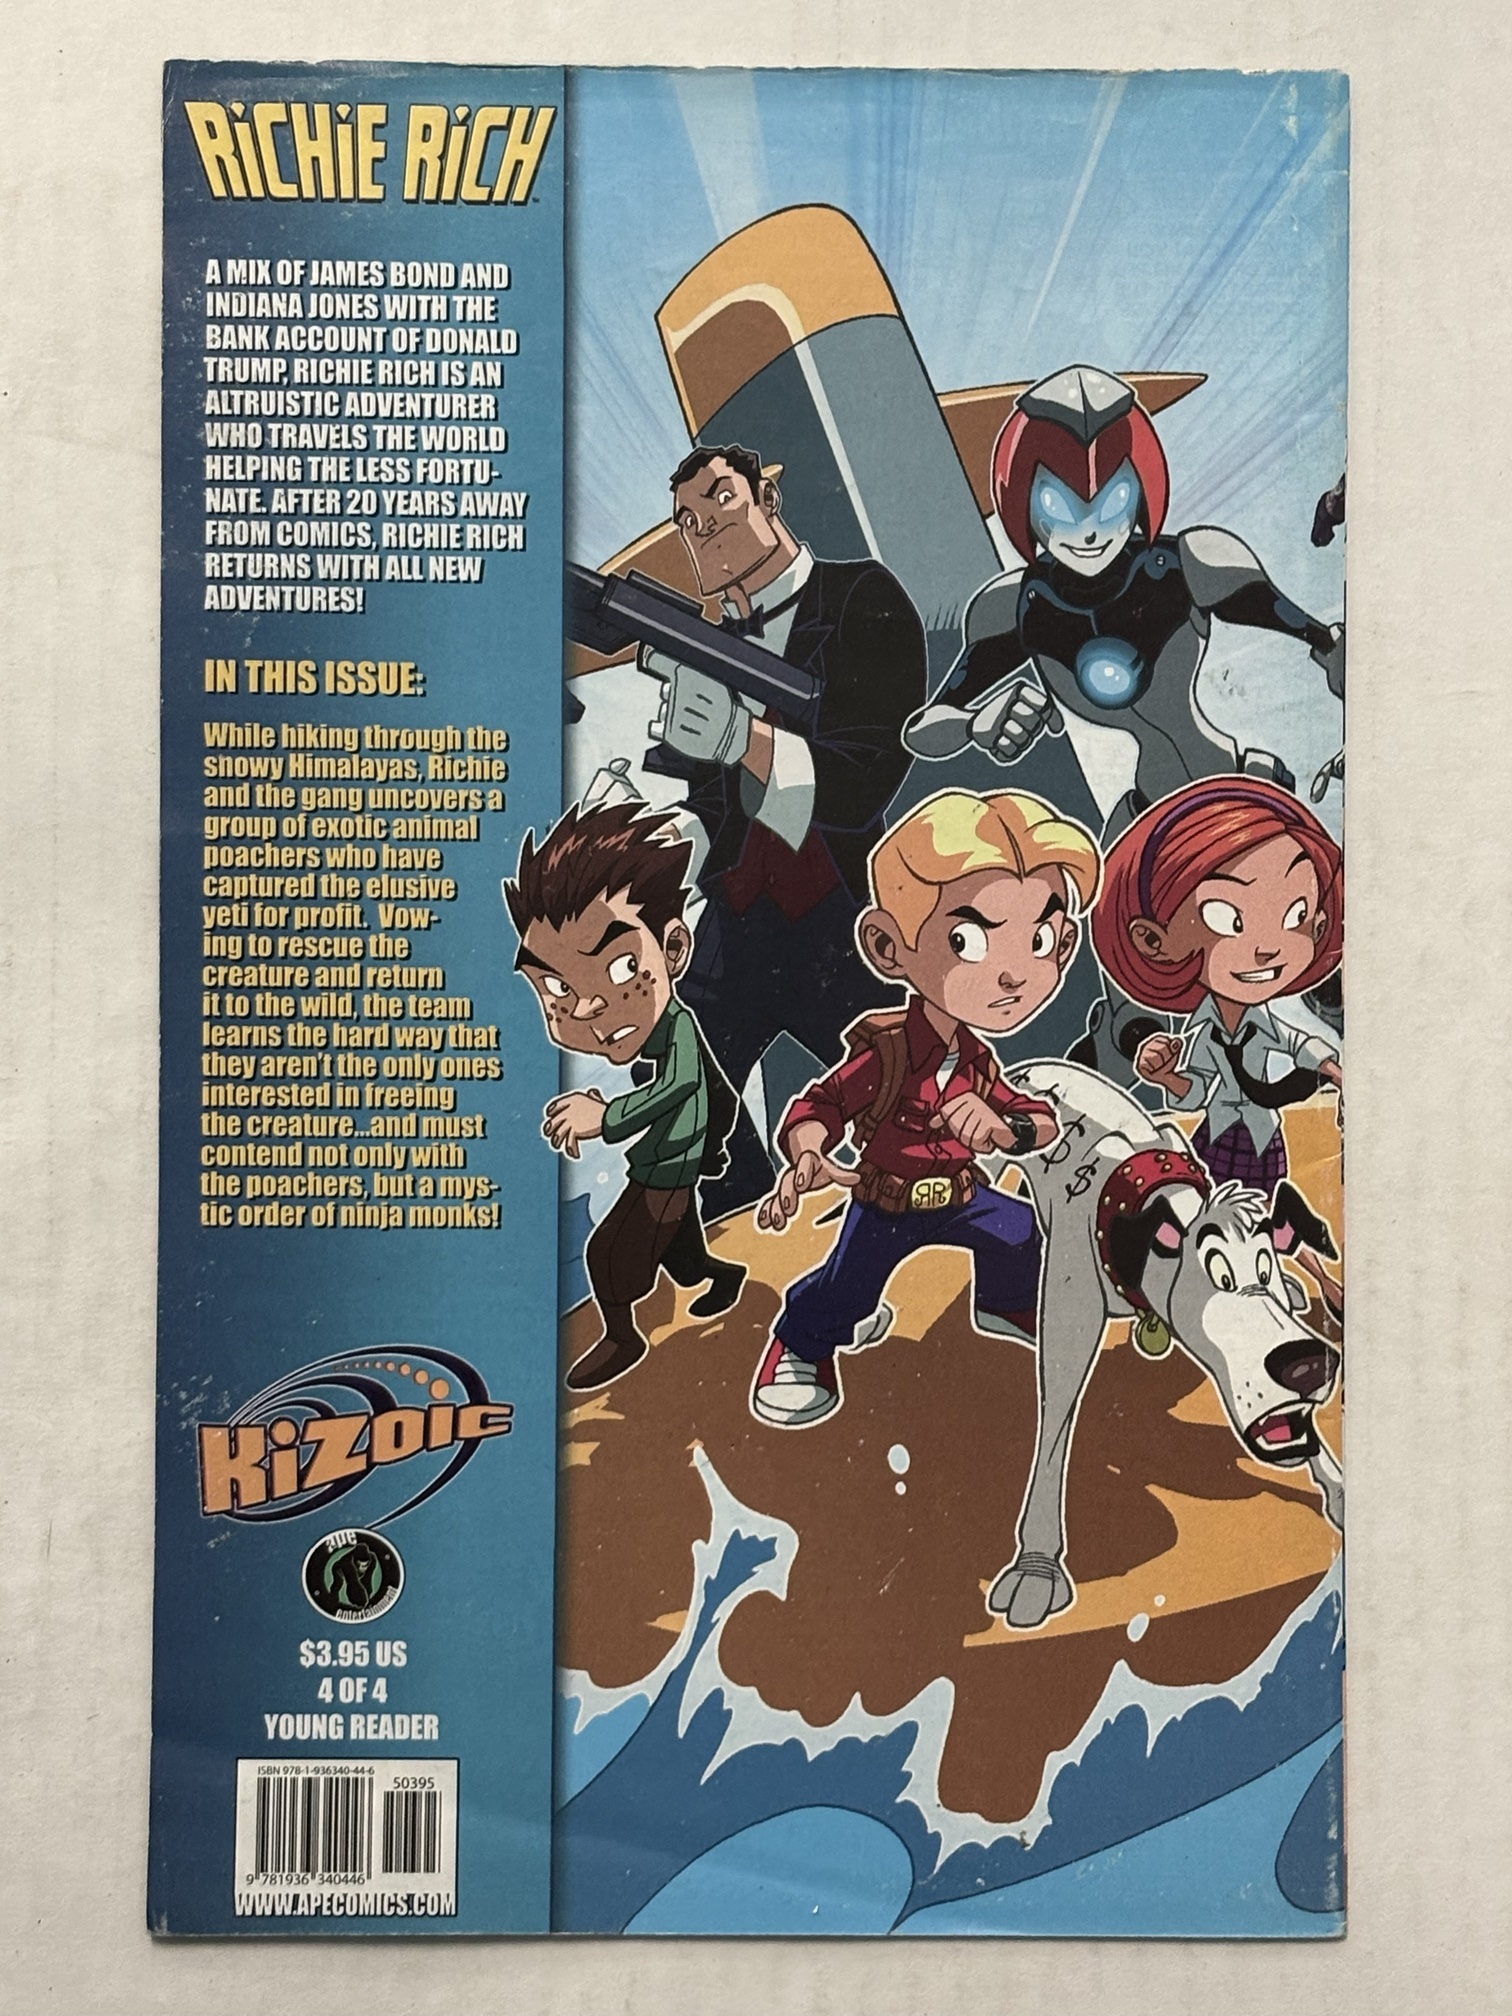 RiCHiE RiCH™
A MIX OF JAMES BOND AND
INDIANA JONES WITH THE
BANK ACCOUNT OF DONALD
TRUMP, RICHIE RICH IS AN
ALTRUISTIC ADVENTURER
WHO TRAVELS THE WORLD
HELPING THE LESS FORTU-
NATE. AFTER 20 YEARS AWAY
FROM COMICS, RICHIE RICH
RETURNS WITH ALL NEW
ADVENTURES!
IN THIS ISSUE:
While hiking through the
snowy Himalayas, Richie
and the gang uncovers a
group of exotic animal
poachers who have
captured the elusive
yeti for profit. Vow-
ing to rescue the
creature and return
it to the wild, the team
learns the hard way that
they aren't the only ones
interested in freeing
the creature...and must
contend not only with
the poachers, but a mys-
tic order of ninja monks!
RR
$
$
KiZOIC
ape
entertainment
$3.95 US
4 OF 4
YOUNG READER
ISBN 978-1-936340-44-6
50395
9 781936 340446
WWW.APECOMICS.COM